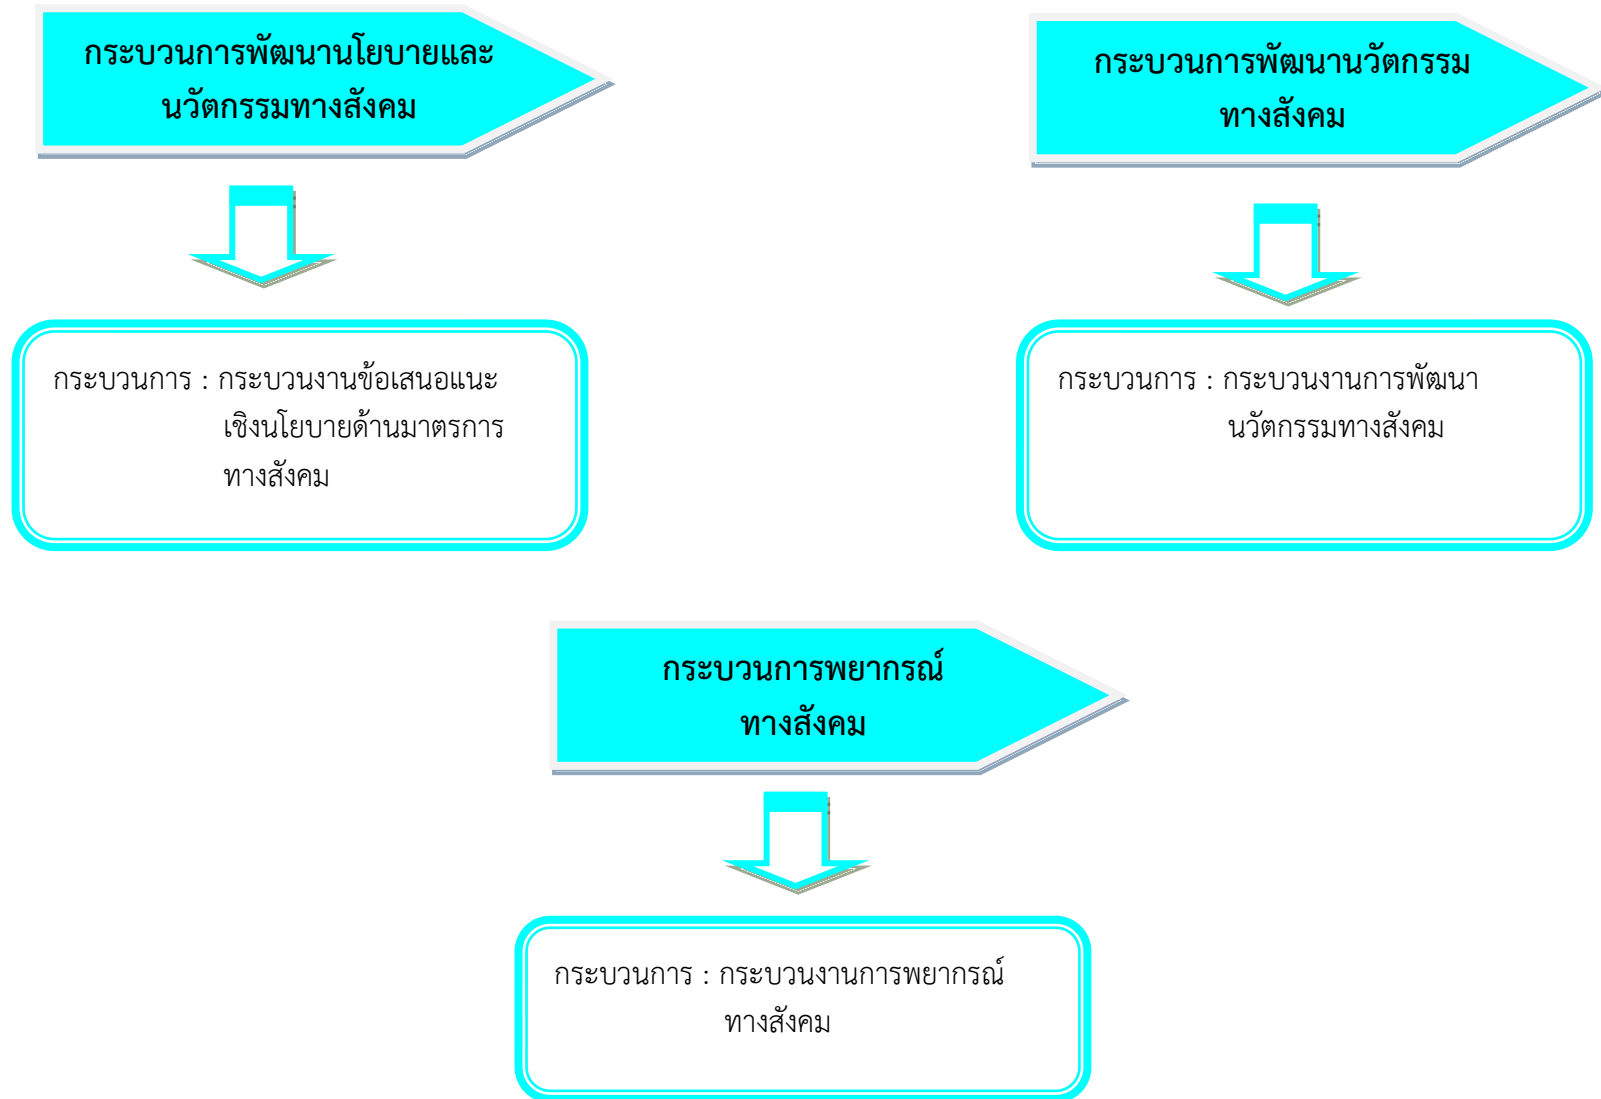 กระบวนการพัฒนานโยบายและ
นวัตกรรมทางสังคม
กระบวนการ : กระบวนงานข้อเสนอแนะ
เชิงนโยบายด้านมาตรการ
ทางสังคม
กระบวนการพัฒนานวัตกรรม
ทางสังคม
กระบวนการ : กระบวนงานการพัฒนา
นวัตกรรมทางสังคม
กระบวนการพยากรณ์
ทางสังคม
กระบวนการ : กระบวนงานการพยากรณ์
ทางสังคม